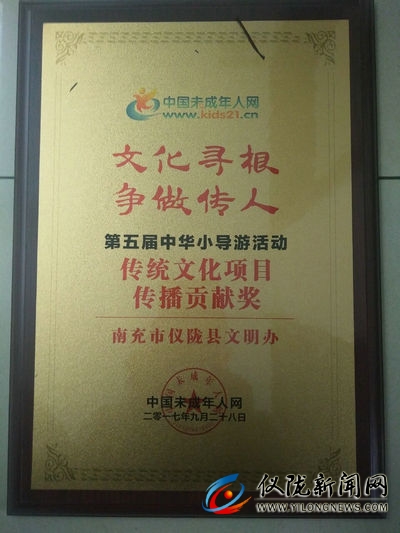 中国未成年人网
www.kids21.cn
文化寻根
争做传人
第五届中华小导游活动
传统文化项目
传播贡献奖
南充市仪陇县文明办
中国未成年人网
二零一七年九月二十八日
仪陇新闻网
WWW.YILONGNEWS.COM